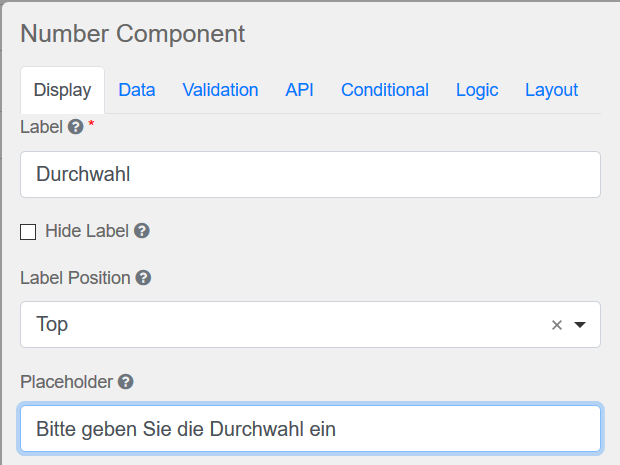 Number Component
Display Data Validation API Conditional Logic Layout
Label ? *
Durchwahl
Hide Label ?
Label Position ?
Top ×
Placeholder ?
Bitte geben Sie die Durchwahl ein